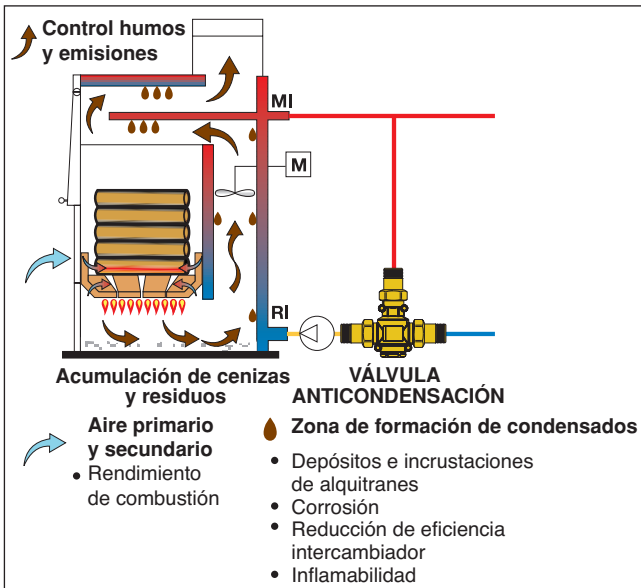 Control humos
y emisiones
MI
M
RI
Acumulación de cenizas
y residuos
VÁLVULA
ANTICONDENSACIÓN
Aire primario
y secundario
• Rendimiento
de combustión
Zona de formación de condensados
• Depósitos e incrustaciones
de alquitranes
• Corrosión
• Reducción de eficiencia
intercambiador
• Inflamabilidad